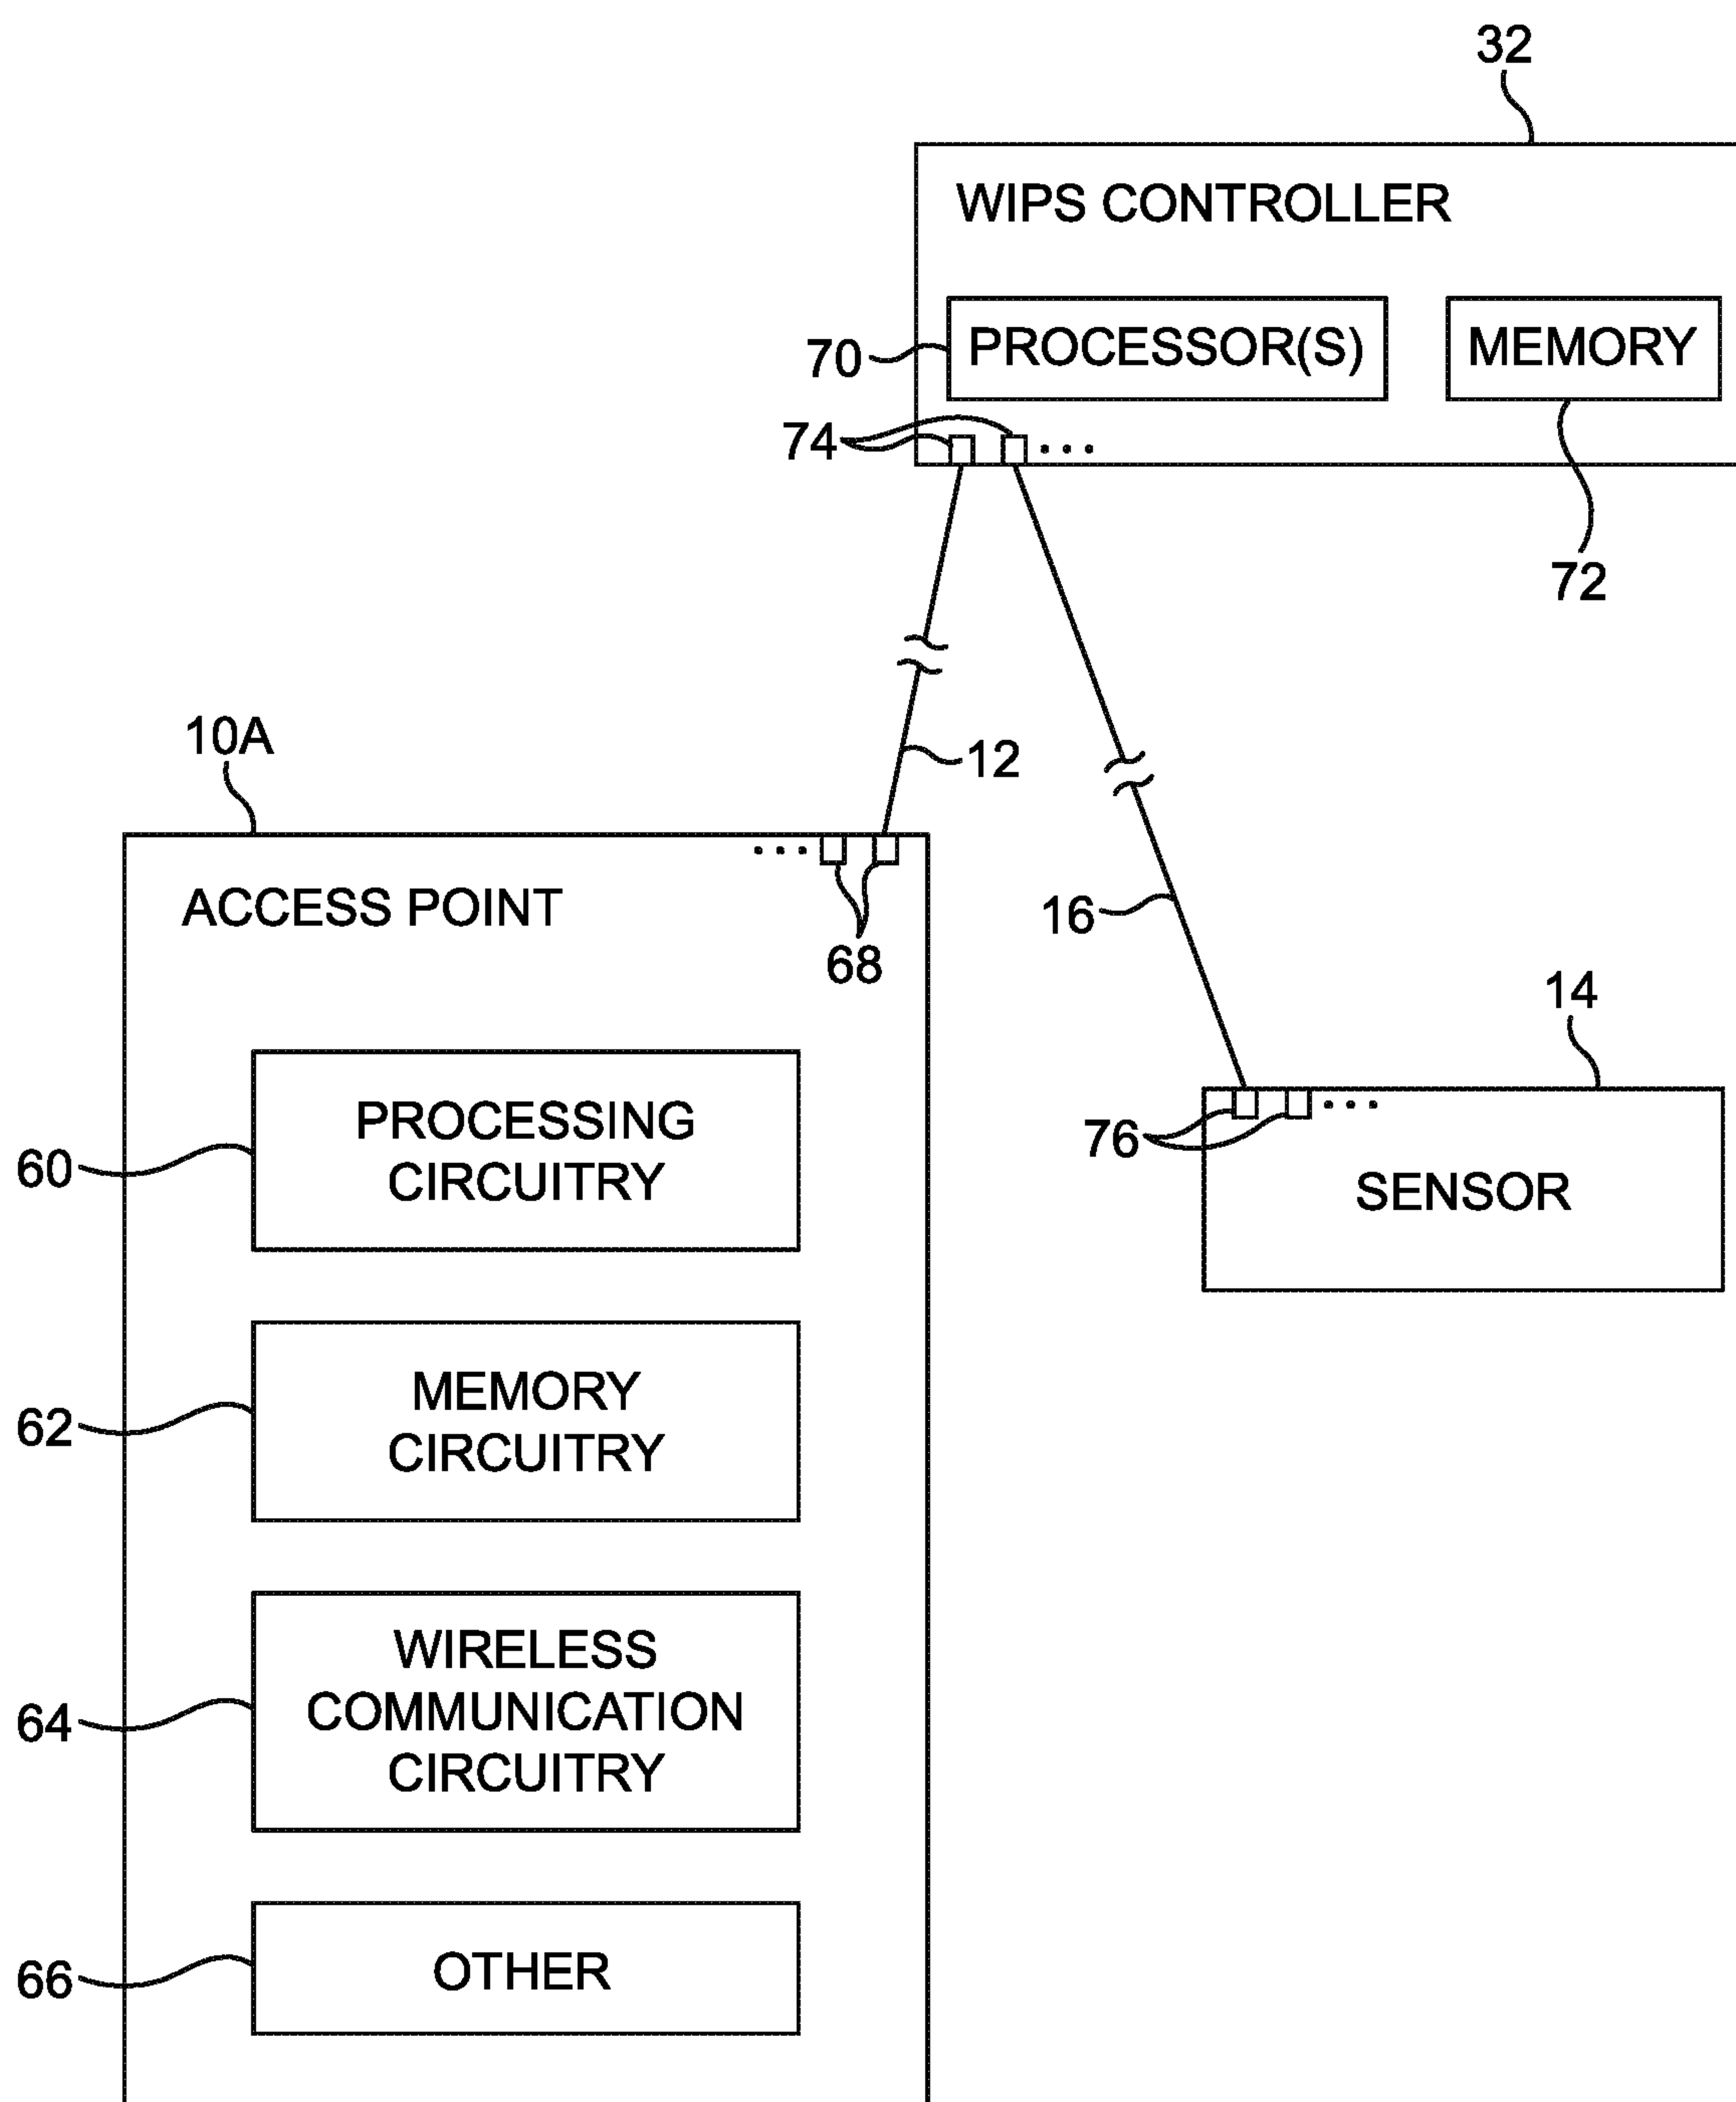 32
WIPS CONTROLLER
70
PROCESSOR(S)
MEMORY
74
...
72
10A
12
...
ACCESS POINT
68
16
14
PROCESSING
CIRCUITRY
60
76
...
SENSOR
MEMORY
CIRCUITRY
62
WIRELESS
COMMUNICATION
CIRCUITRY
64
OTHER
66